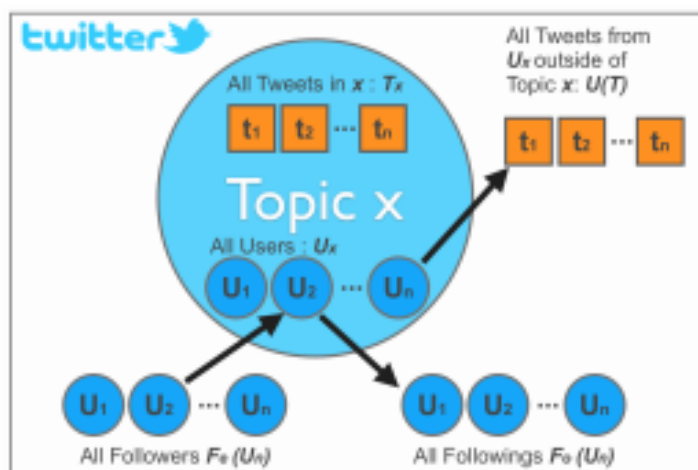 twitter
All Tweets in x : Tx
t1 t2 ... tn
Topic x
All Users : Ux
U1 U2 ... Un
All Tweets from
Ux outside of
Topic x: U(T)
t1 t2 ... tn
U1 U2 ... Un
All Followers Fe (Un)
U1 U2 ... Un
All Followings Fo (Un)